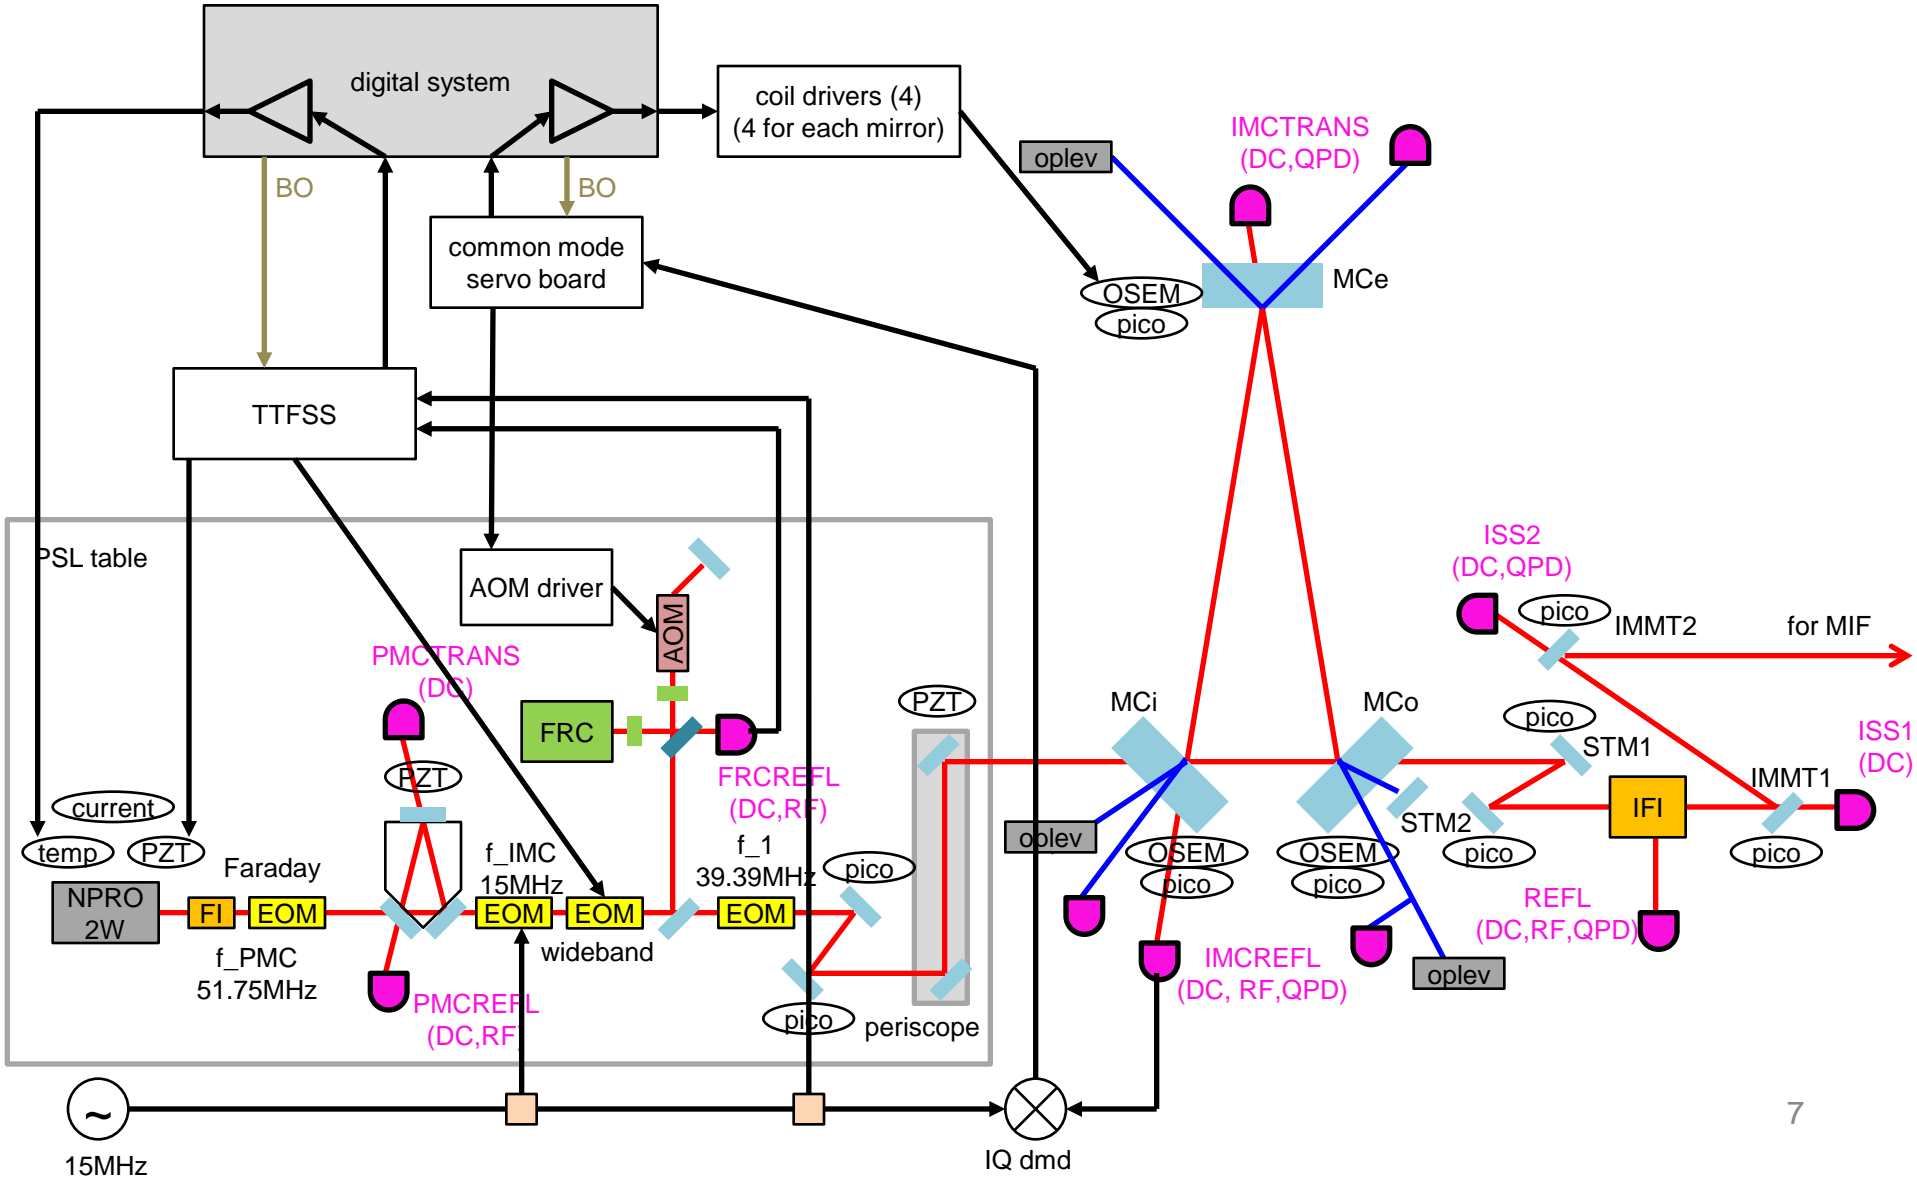 digital system
coil drivers (4)
(4 for each mirror)
IMCTRANS
(DC,QPD)
oplev
BO
BO
common mode
servo board
MCe
OSEM
pico
TTFSS
ISS2
(DC,QPD)
PSL table
AOM driver
AOM
pico
IMMT2
for MIF
PMCTRANS
(DC)
PZT
MCi
MCo
pico
FRC
STM1
ISS1
(DC)
PZT
FRCREFL
(DC,RF)
IMMT1
current
IFI
STM2
temp
PZT
oplev
OSEM
pico
OSEM
pico
pico
pico
Faraday
f_IMC
15MHz
f_1
39.39MHz
pico
NPRO
2W
FI
EOM
EOM
EOM
EOM
REFL
(DC,RF,QPD)
wideband
f_PMC
51.75MHz
IMCREFL
(DC, RF,QPD)
oplev
PMCREFL
(DC,RF)
pico
periscope
~
15MHz
IQ dmd
7